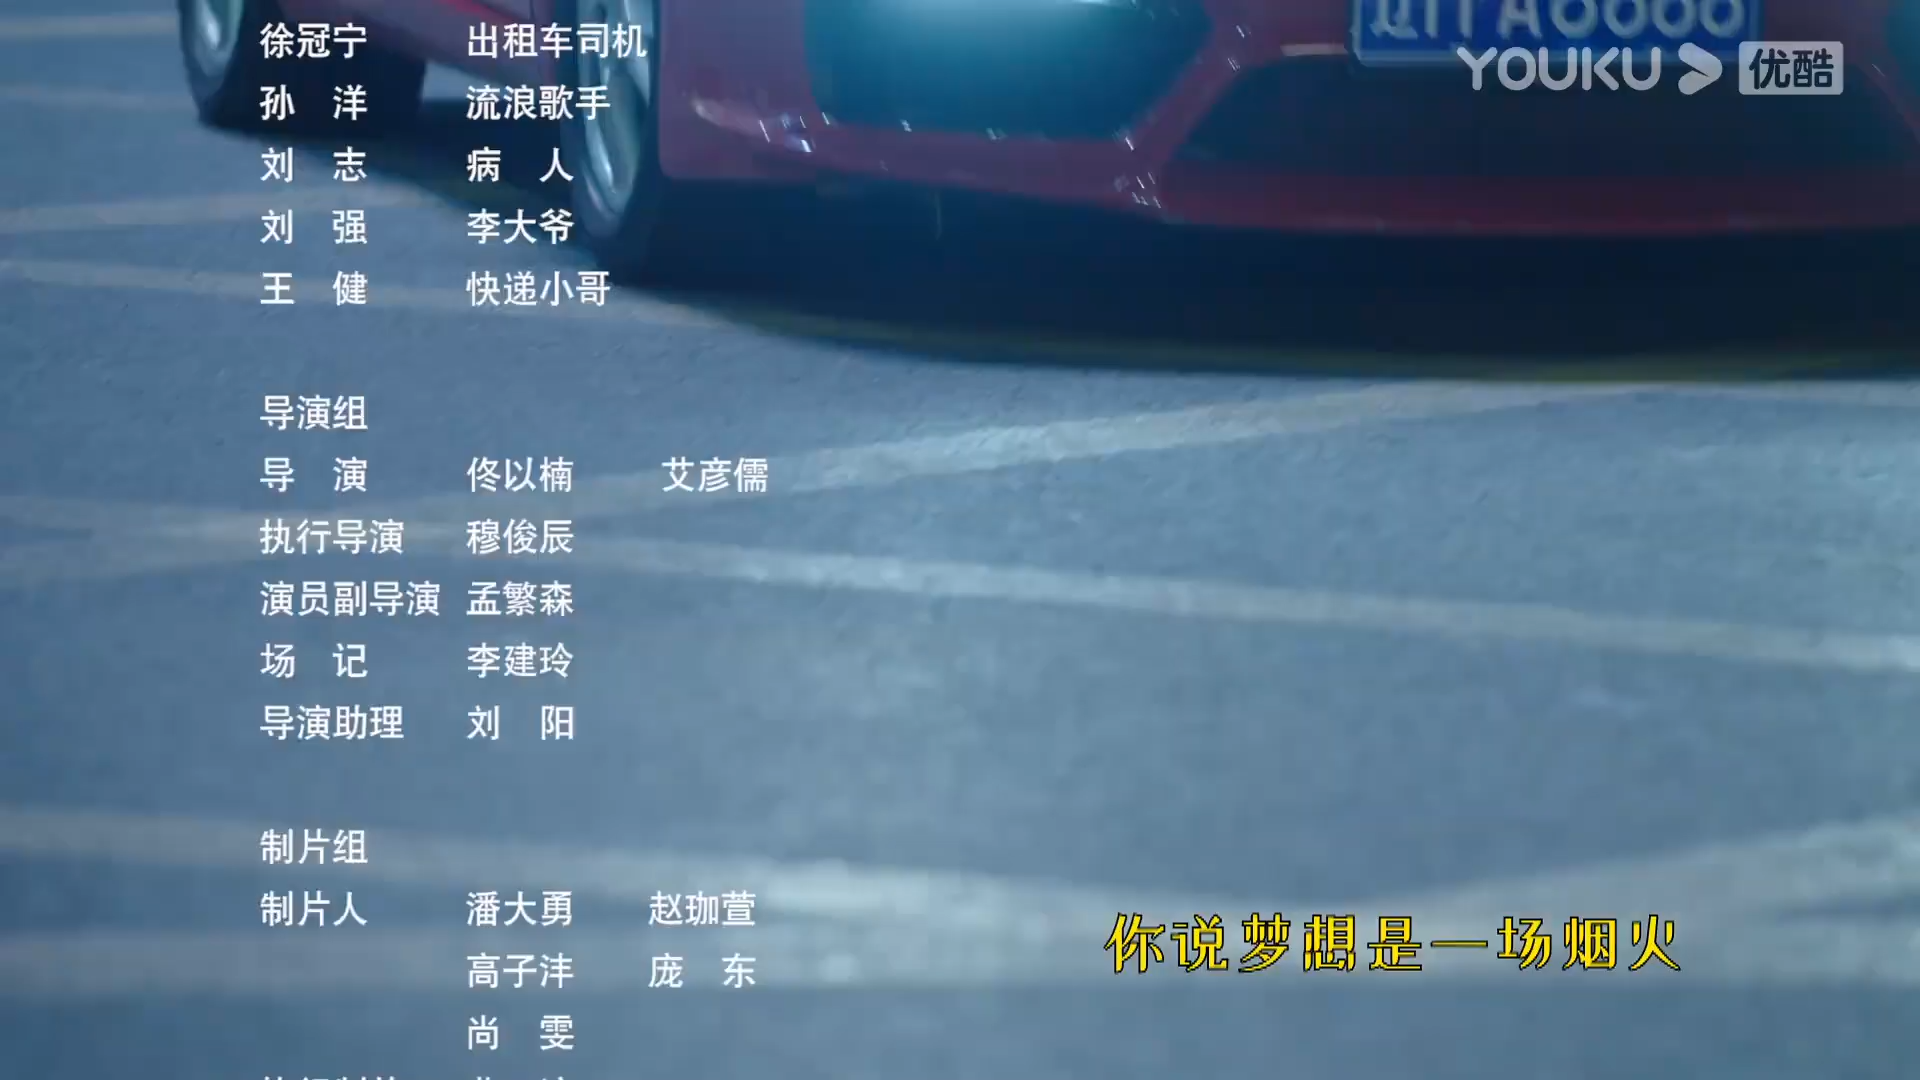 徐冠宁 出租车司机
孙 洋 流浪歌手
刘 志 病 人
刘 强 李大爷
王 健 快递小哥
导演组
导 演 佟以楠 艾彦儒
执行导演 穆俊辰
演员副导演 孟繁森
场 记 李建玲
导演助理 刘 阳
制片组
制片人 潘大勇 赵珈萱
高子沣 庞 东
尚 雯
YOUKU 优酷
你说梦想是一场烟火